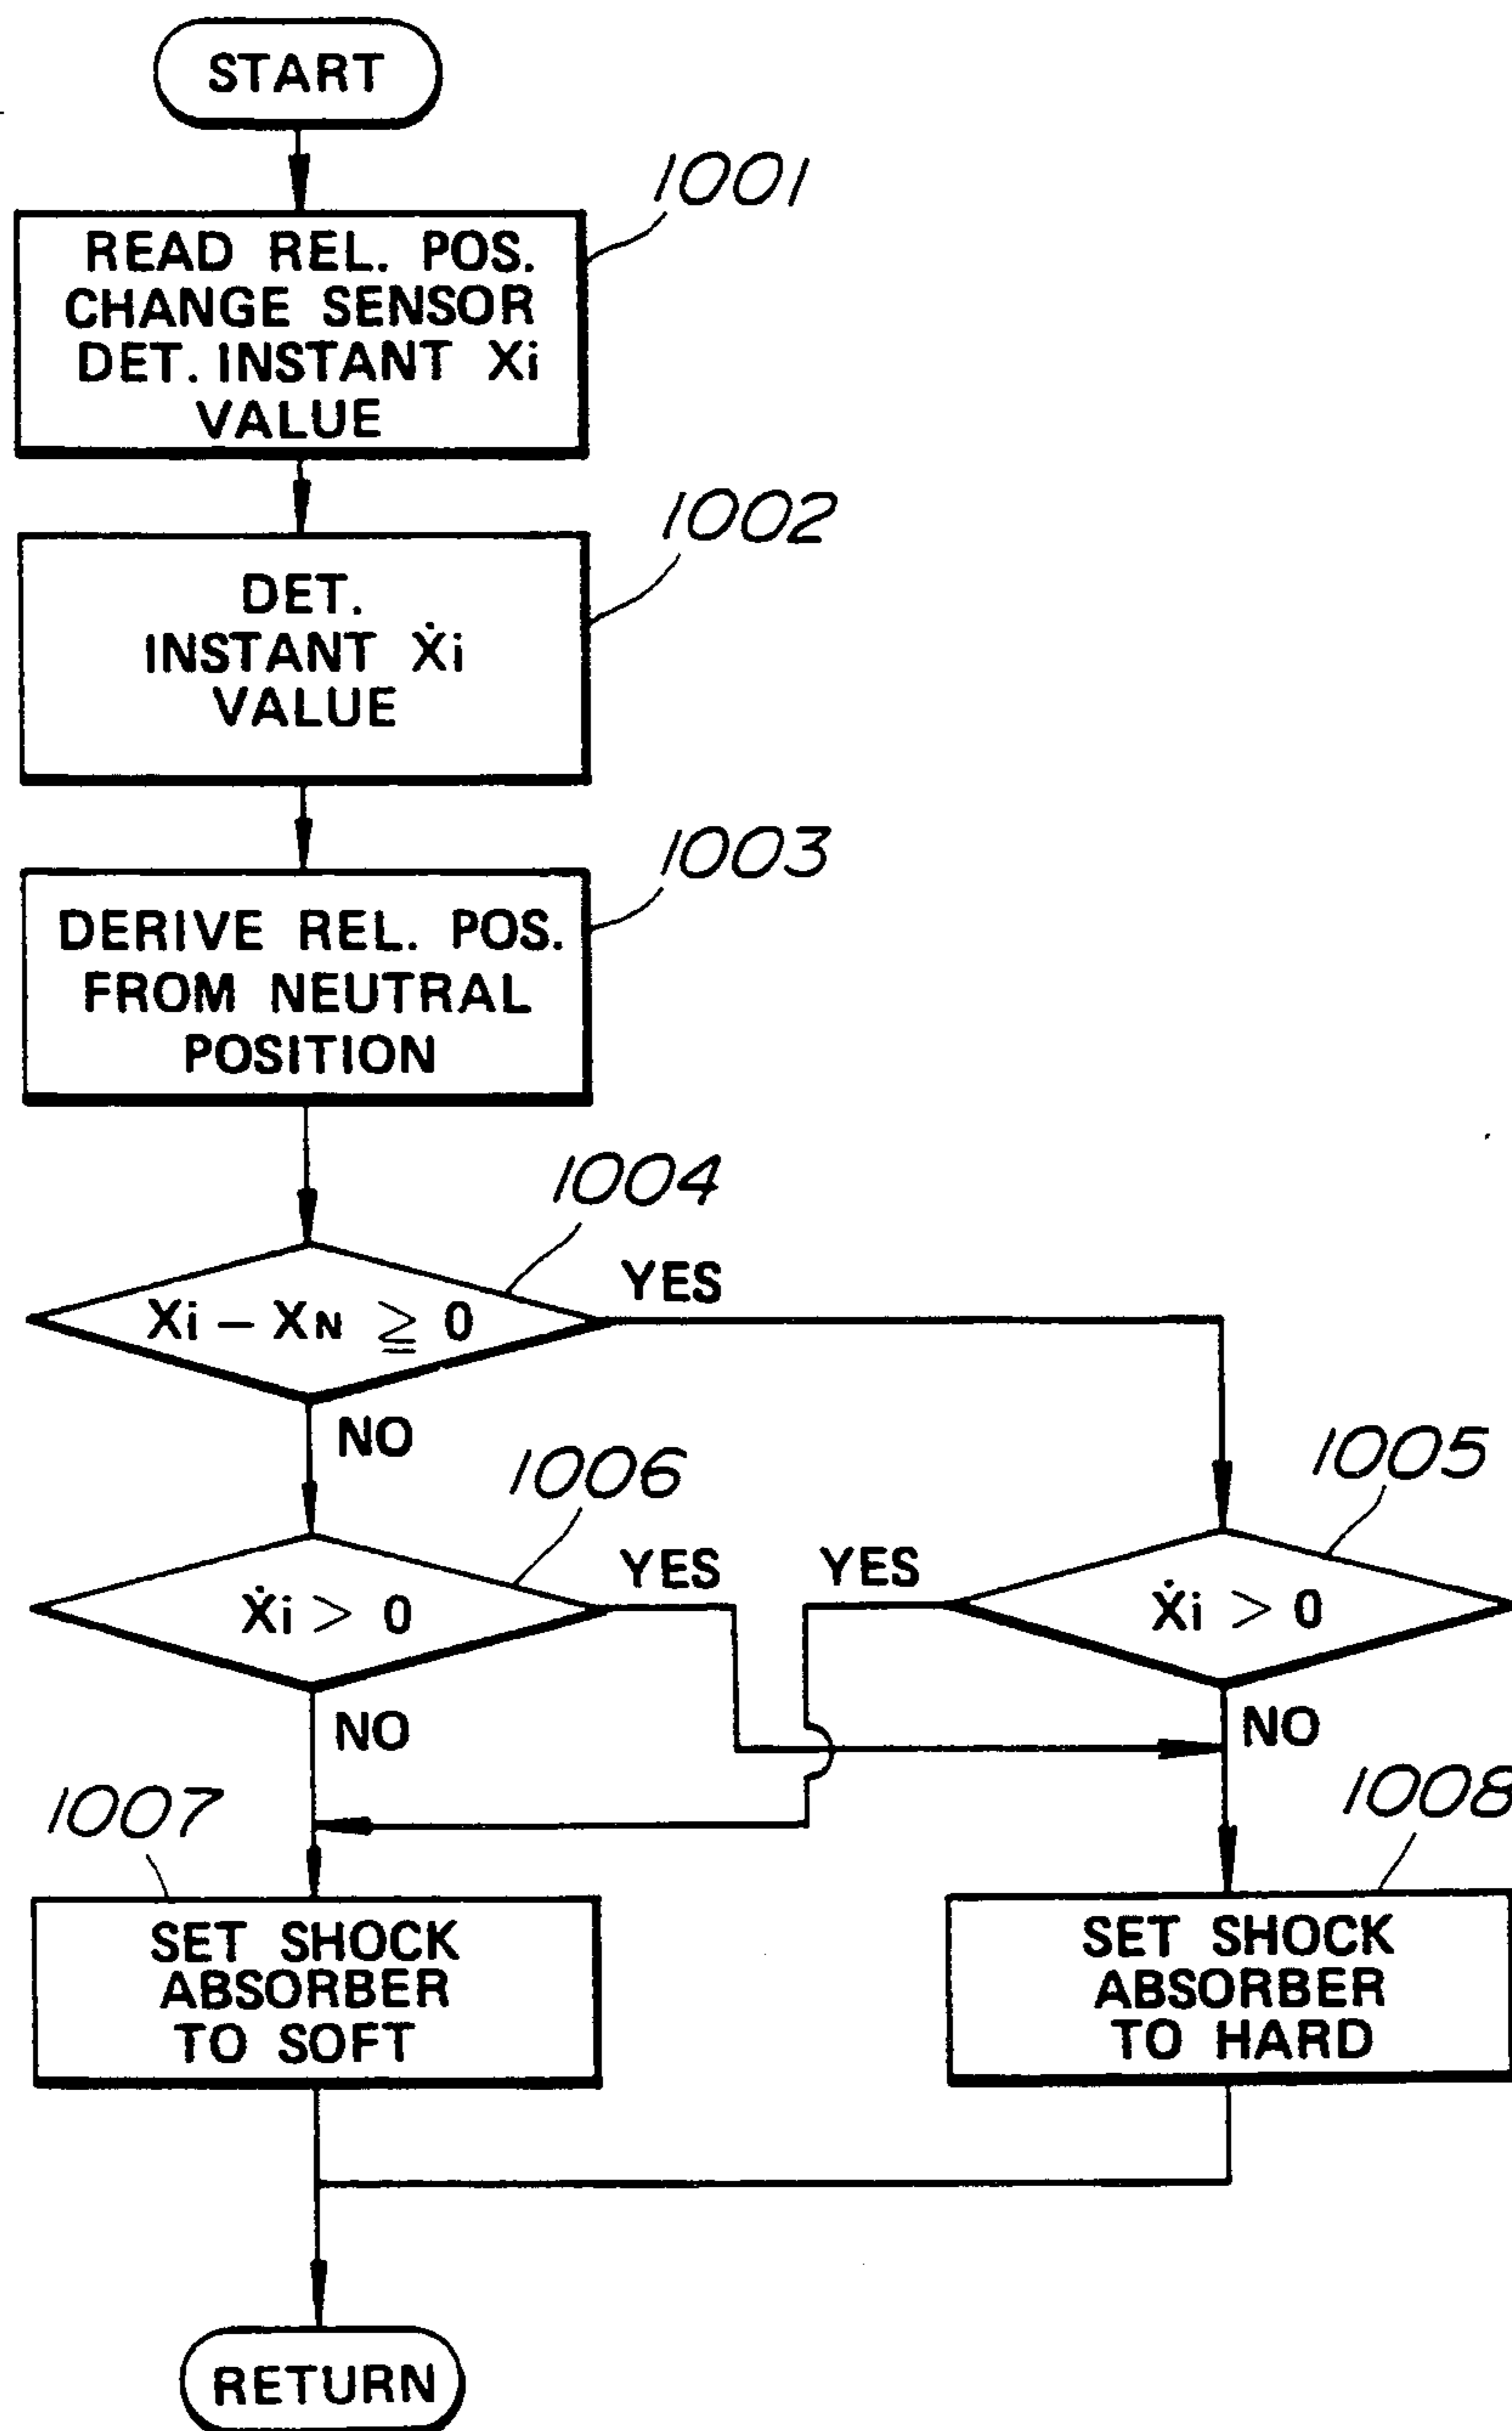 START
1001
READ REL. POS.
CHANGE SENSOR
DET. INSTANT Xi
VALUE
1002
DET.
INSTANT Ẋi
VALUE
1003
DERIVE REL. POS.
FROM NEUTRAL
POSITION
1004
Xi – XN ≧ 0
YES
NO
1006
1005
Ẋi > 0
YES
YES
Ẋi > 0
NO
NO
1007
1008
SET SHOCK
ABSORBER
TO SOFT
SET SHOCK
ABSORBER
TO HARD
RETURN